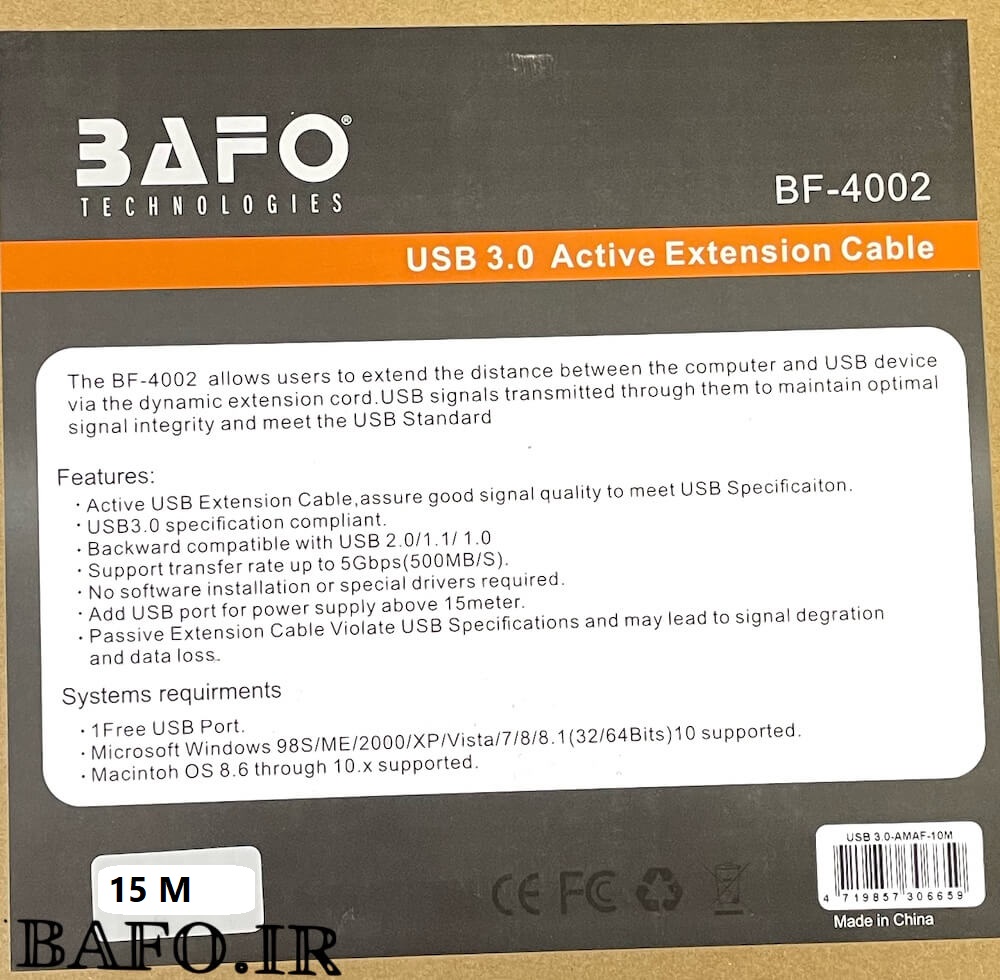 BAFO®
TECHNOLOGIES
BF-4002
USB 3.0 Active Extension Cable
The BF-4002 allows users to extend the distance between the computer and USB device
via the dynamic extension cord.USB signals transmitted through them to maintain optimal
signal integrity and meet the USB Standard
Features:
· Active USB Extension Cable,assure good signal quality to meet USB Specificaiton.
· USB3.0 specification compliant.
· Backward compatible with USB 2.0/1.1/ 1.0
· Support transfer rate up to 5Gbps(500MB/S).
· No software installation or special drivers required.
· Add USB port for power supply above 15meter.
· Passive Extension Cable Violate USB Specifications and may lead to signal degration
and data loss.
Systems requirments
· 1Free USB Port.
· Microsoft Windows 98S/ME/2000/XP/Vista/7/8/8.1(32/64Bits)10 supported.
· Macintoh OS 8.6 through 10.x supported.
USB 3.0-AMAF-10M
4 719857 306659
Made in China
15 M
CE FC
BAFO.IR